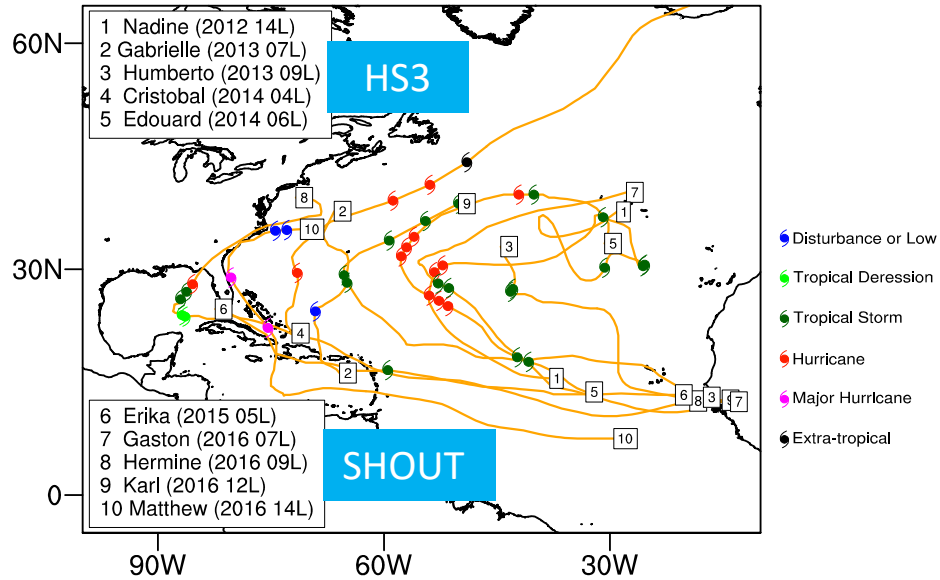 1 Nadine (2012 14L)
2 Gabrielle (2013 07L)
3 Humberto (2013 09L)
4 Cristobal (2014 04L)
5 Edouard (2014 06L)
HS3
60N
30N
0
90W
60W
30W
8
2
10
9
7
1
3
3
6
4
2
1
5
6
8
3
9
7
10
Disturbance or Low
Tropical Deression
Tropical Storm
Hurricane
Major Hurricane
Extra-tropical
6 Erika (2015 05L)
7 Gaston (2016 07L)
8 Hermine (2016 09L)
9 Karl (2016 12L)
10 Matthew (2016 14L)
SHOUT